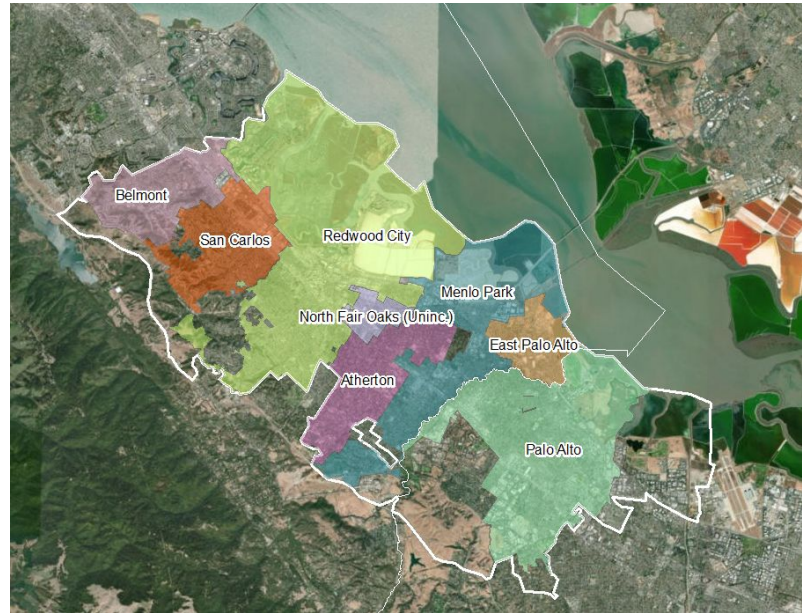 Belmont
San Carlos
Redwood City
Menlo Park
North Fair Oaks (Uninc.)
East Palo Alto
Atherton
Palo Alto